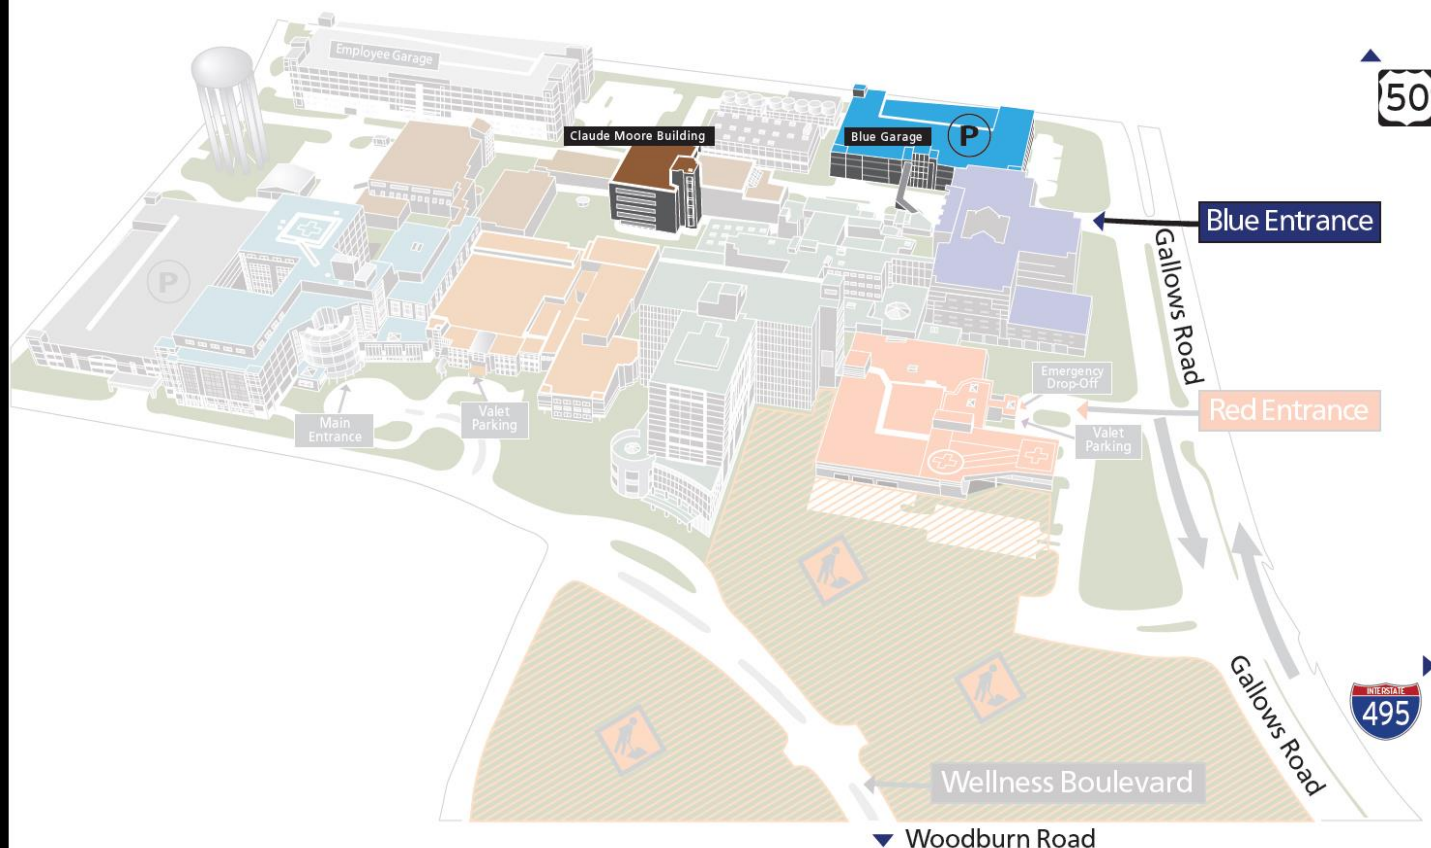 Employee Garage
50
Claude Moore Building
Blue Garage
P
Blue Entrance
Gallows Road
P
Emergency
Drop-Off
Red Entrance
Main
Entrance
Valet
Parking
Valet
Parking
Gallows Road
INTERSTATE
495
Wellness Boulevard
Woodburn Road